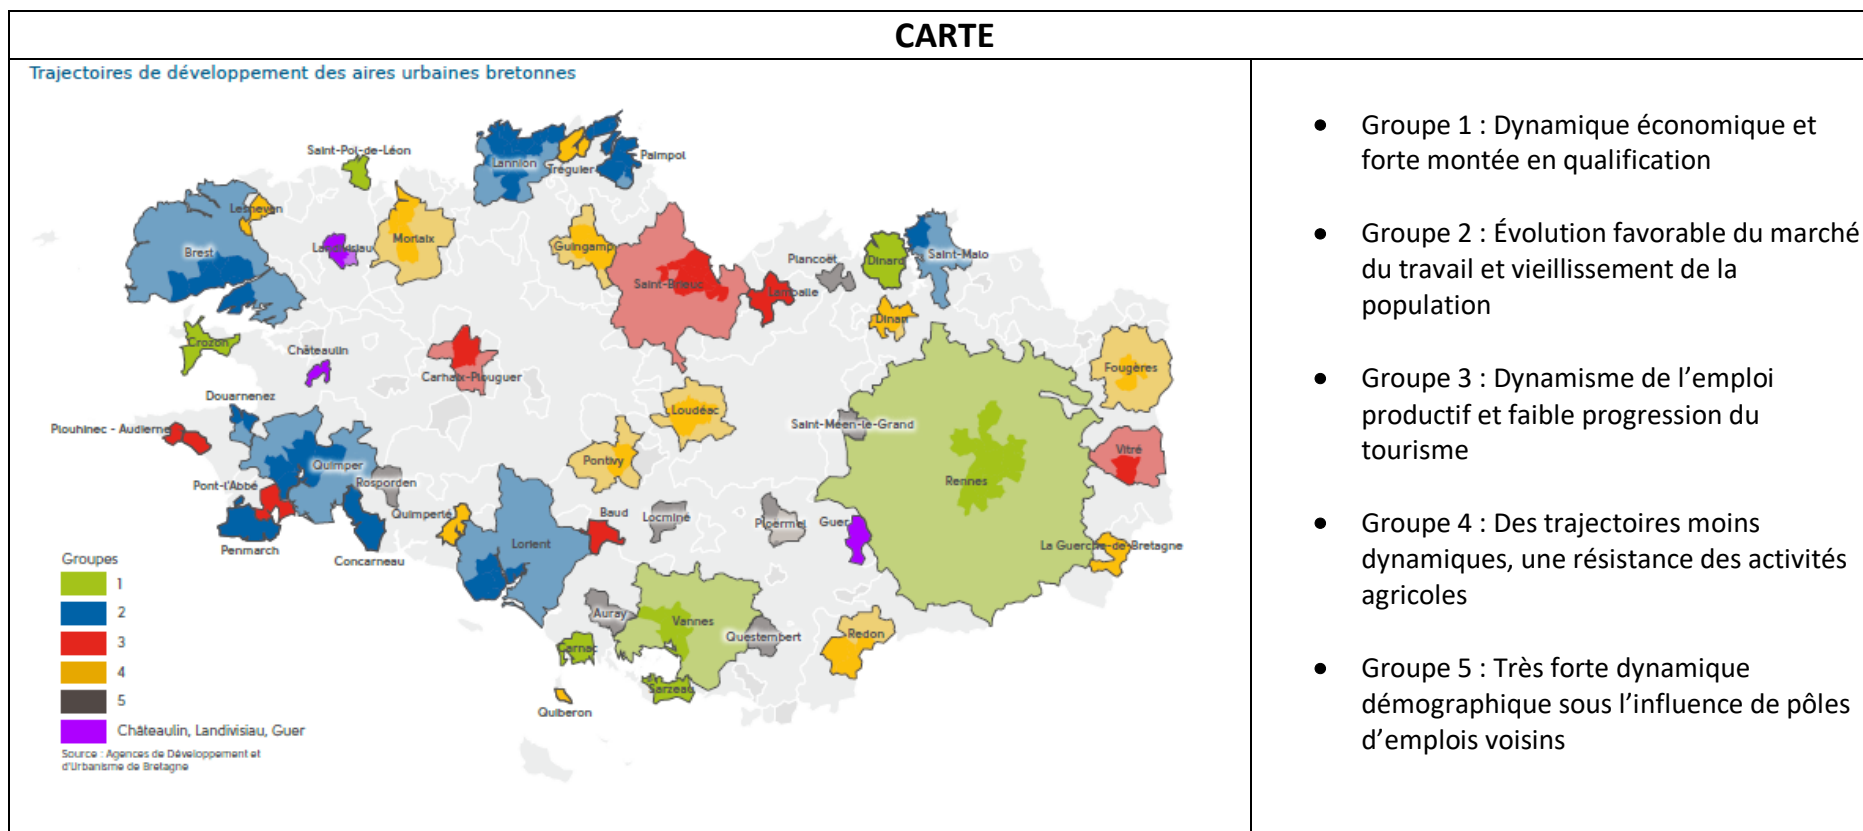 CARTE
Trajectoires de développement des aires urbaines bretonnes
Saint-Pol-de-Léon
Lannion
Tréguier
Paimpol
Lesneven
Brest
Landivisiau
Morlaix
Guingamp
Saint-Brieuc
Lamballe
Plancoët
Dinard
Saint-Malo
Dinan
Crozon
Châteaulin
Carhaix-Plouguer
Fougères
Douarnenez
Loudéac
Saint-Méen-le-Grand
Plouhinec - Audierne
Quimper
Pontivy
Rennes
Vitré
Pont-l'Abbé
Rosporden
Quimperlé
Baud
Locminé
Ploërmel
Guer
La Guerche-de-Bretagne
Penmarch
Concarneau
Lorient
Auray
Vannes
Questembert
Redon
Carnac
Sarzeau
Quiberon
Groupes
1
2
3
4
5
Châteaulin, Landivisiau, Guer
Source : Agences de Développement et
d'Urbanisme de Bretagne
• Groupe 1 : Dynamique économique et
forte montée en qualification
• Groupe 2 : Évolution favorable du marché
du travail et vieillissement de la
population
• Groupe 3 : Dynamisme de l’emploi
productif et faible progression du
tourisme
• Groupe 4 : Des trajectoires moins
dynamiques, une résistance des activités
agricoles
• Groupe 5 : Très forte dynamique
démographique sous l’influence de pôles
d’emplois voisins